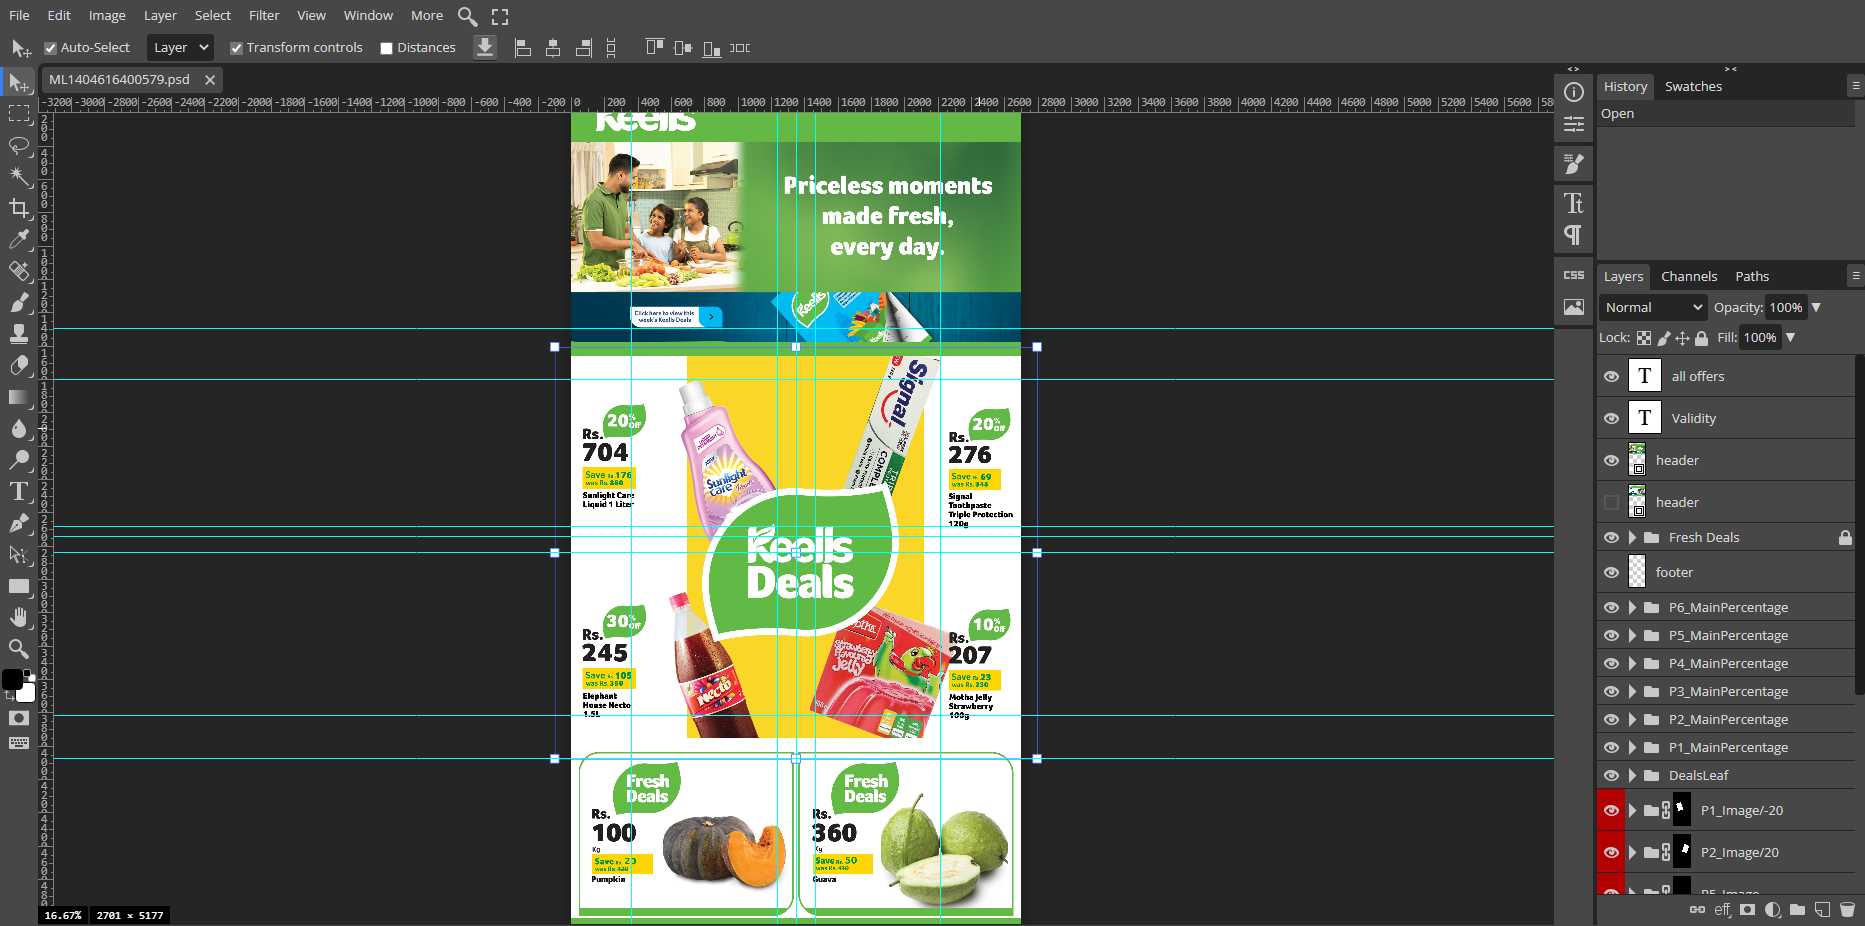 File Edit Image Layer Select Filter View Window More
Auto-Select Layer Transform controls Distances
ML1404616400579.psd
-3200 -3000 -2800 -2600 -2400 -2200 -2000 -1800 -1600 -1400 -1200 -1000 -800 -600 -400 -200 0 200 400 600 800 1000 1200 1400 1600 1800 2000 2200 2400 2600 2800 3000 3200 3400 3600 3800 4000 4200 4400 4600 4800 5000 5200 5400 5600
Keells
Priceless moments
made fresh,
every day.
Click here to view this
week's Keells Deals
Keells
20% Off
Rs.
704
Save Rs. 176
was Rs. 880
Sunlight Care
Liquid 1 Liter
Sunlight
Care
Signal
COMPLE
20% Off
Rs.
276
Save Rs. 69
was Rs. 345
Signal
Toothpaste
Triple Protection
120g
Keells
Deals
30% Off
Rs.
245
Save Rs. 105
was Rs. 350
Elephant
House Necto
1.5L
Necto
Strawberry
Flavoured
Jelly
10% Off
Rs.
207
Save Rs. 23
was Rs. 230
Motha Jelly
Strawberry
100g
Fresh
Deals
Rs.
100
Kg
Save Rs. 20
Pumpkin
Fresh
Deals
Rs.
360
Kg
Save Rs. 50
Guava
16.67% 2701 × 5177
History Swatches
Open
CSS
Layers Channels Paths
Normal Opacity: 100%
Lock: Fill: 100%
T all offers
T Validity
header
header
Fresh Deals
footer
P6_MainPercentage
P5_MainPercentage
P4_MainPercentage
P3_MainPercentage
P2_MainPercentage
P1_MainPercentage
DealsLeaf
P1_Image/-20
P2_Image/20
eff